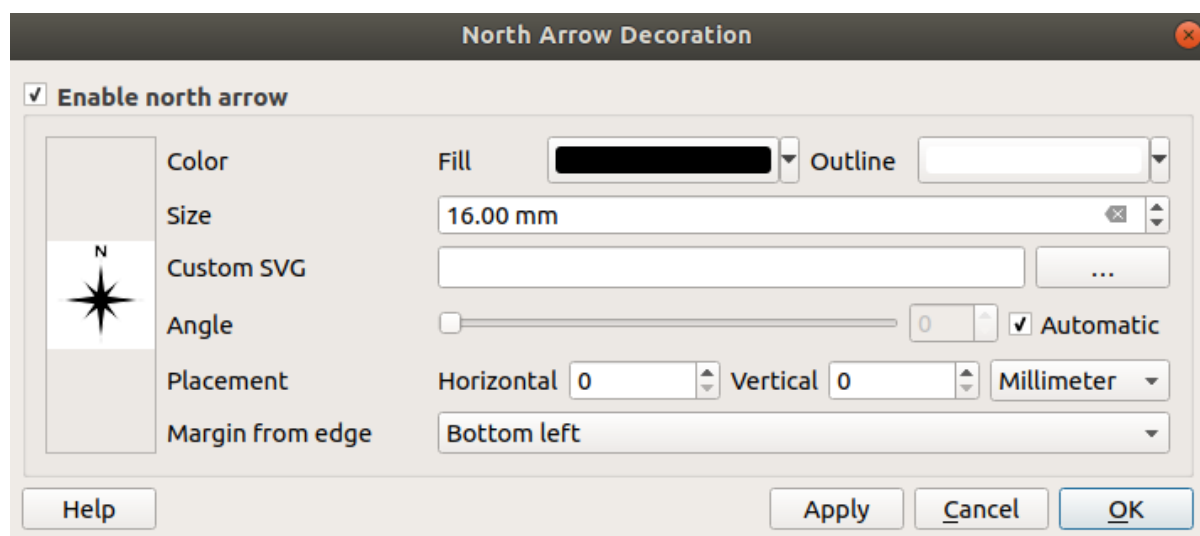 North Arrow Decoration
Enable north arrow
Color Fill Outline
Size 16.00 mm
N
Custom SVG ...
Angle 0 Automatic
Placement Horizontal 0 Vertical 0 Millimeter
Margin from edge Bottom left
Help Apply Cancel OK